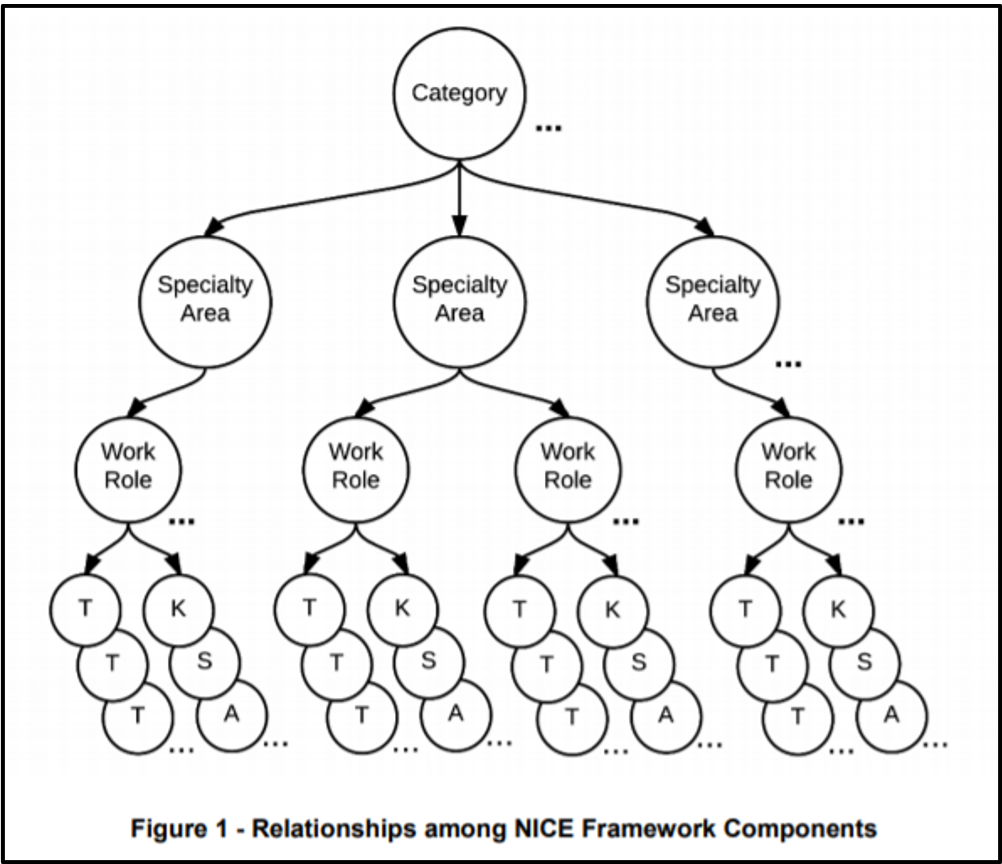 Category
...
Specialty
Area
Specialty
Area
Specialty
Area
...
Work
Role
...
Work
Role
Work
Role
...
Work
Role
...
T K T K T K T K
T S T S T S T S
T ... A ... T ... A ... T ... A ... T ... A ...
Figure 1 - Relationships among NICE Framework Components